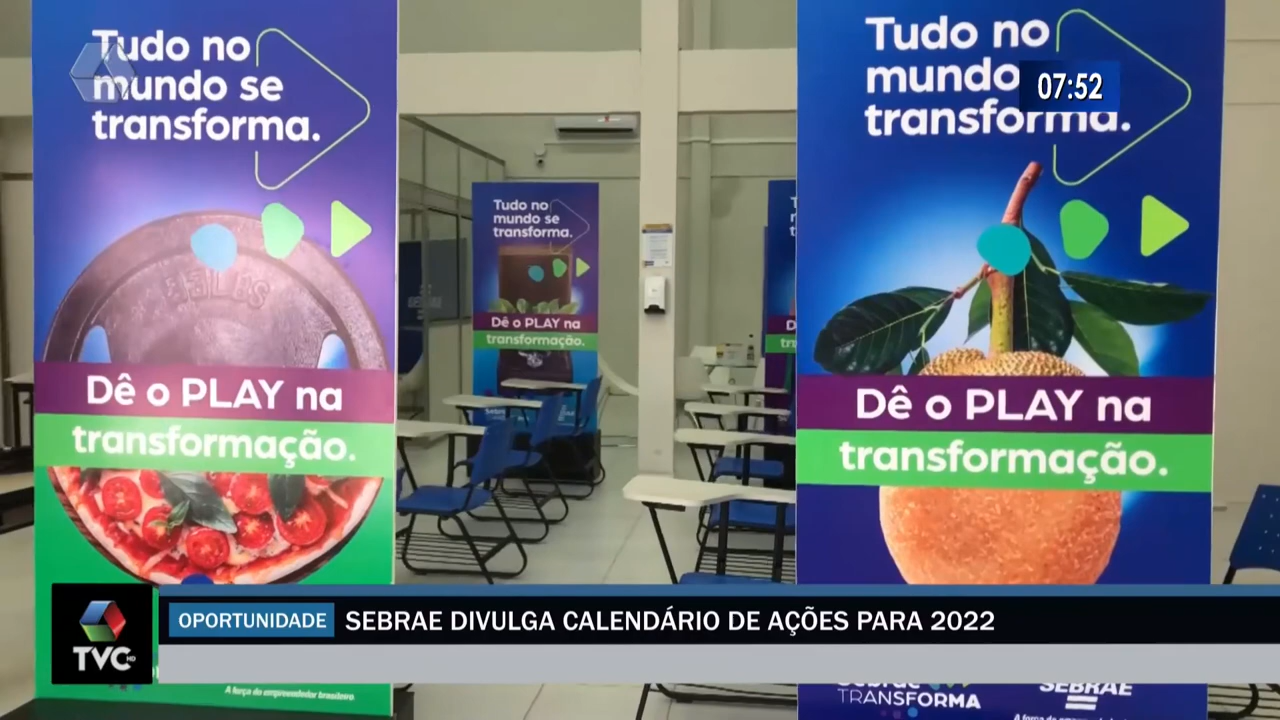 Tudo no
mundo se
transforma.
Dê o PLAY na
transformação.
A força do empreendedor brasileiro.
Tudo no
mundo se
transforma.
Dê o PLAY na
transformação.
Tudo no
mundo
transforma.
07:52
Dê o PLAY na
transformação.
TRANSFORMA
SEBRAE
OPORTUNIDADE
SEBRAE DIVULGA CALENDÁRIO DE AÇÕES PARA 2022
TVC HD